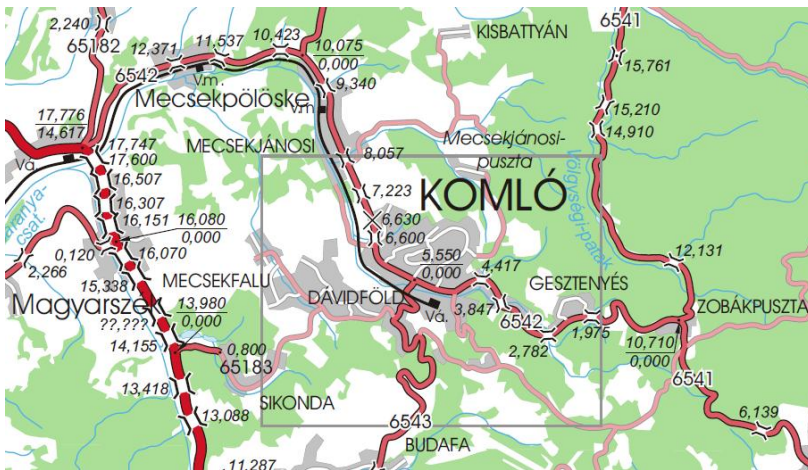 2,240
65182
12,371
11,537
10,423
10,075
0,000
KISBATTYÁN
6541
6542
V.m.
Mecsekpölöske
9,340
V.m.
15,761
15,210
14,910
17,776
14,617
Vá.
17,747
17,600
MECSEKJÁNOSI
8,057
Mecsekjánosi-
puszta
Völgységi-patak
16,507
16,307
16,151
16,080
0,000
7,223
KOMLÓ
6,630
6,600
csat.
0,120
16,070
2,266
15,338
MECSEKFALU
5,550
0,000
4,417
GESZTENYÉS
12,131
Magyarszék
13,980
0,000
DÁVIDFÖLD
Vá.
3,847
6542
ZOBÁKPUSZTA
??,???
14,155
0,800
65183
2,782
1,975
10,710
0,000
6541
13,418
13,088
SIKONDA
6543
BUDAFA
6,139
11,287